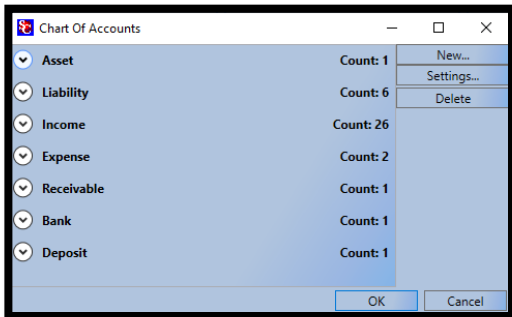 SC Chart Of Accounts
Asset Count: 1
Liability Count: 6
Income Count: 26
Expense Count: 2
Receivable Count: 1
Bank Count: 1
Deposit Count: 1
New...
Settings...
Delete
OK Cancel